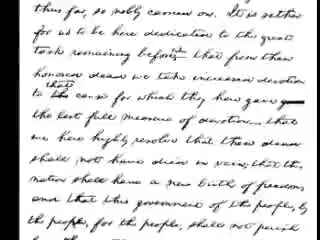 thus far, so nobly carried on. It is rather
for us to be here dedicated to the great
task remaining before us that from these
honored dead we take increased devotion
to that cause for which they here gave
the last full measure of devotion that
we here highly resolve that these dead
shall not have died in vain; that the
nation shall have a new birth of freedom,
and that this government of the people, by
the people, for the people, shall not perish